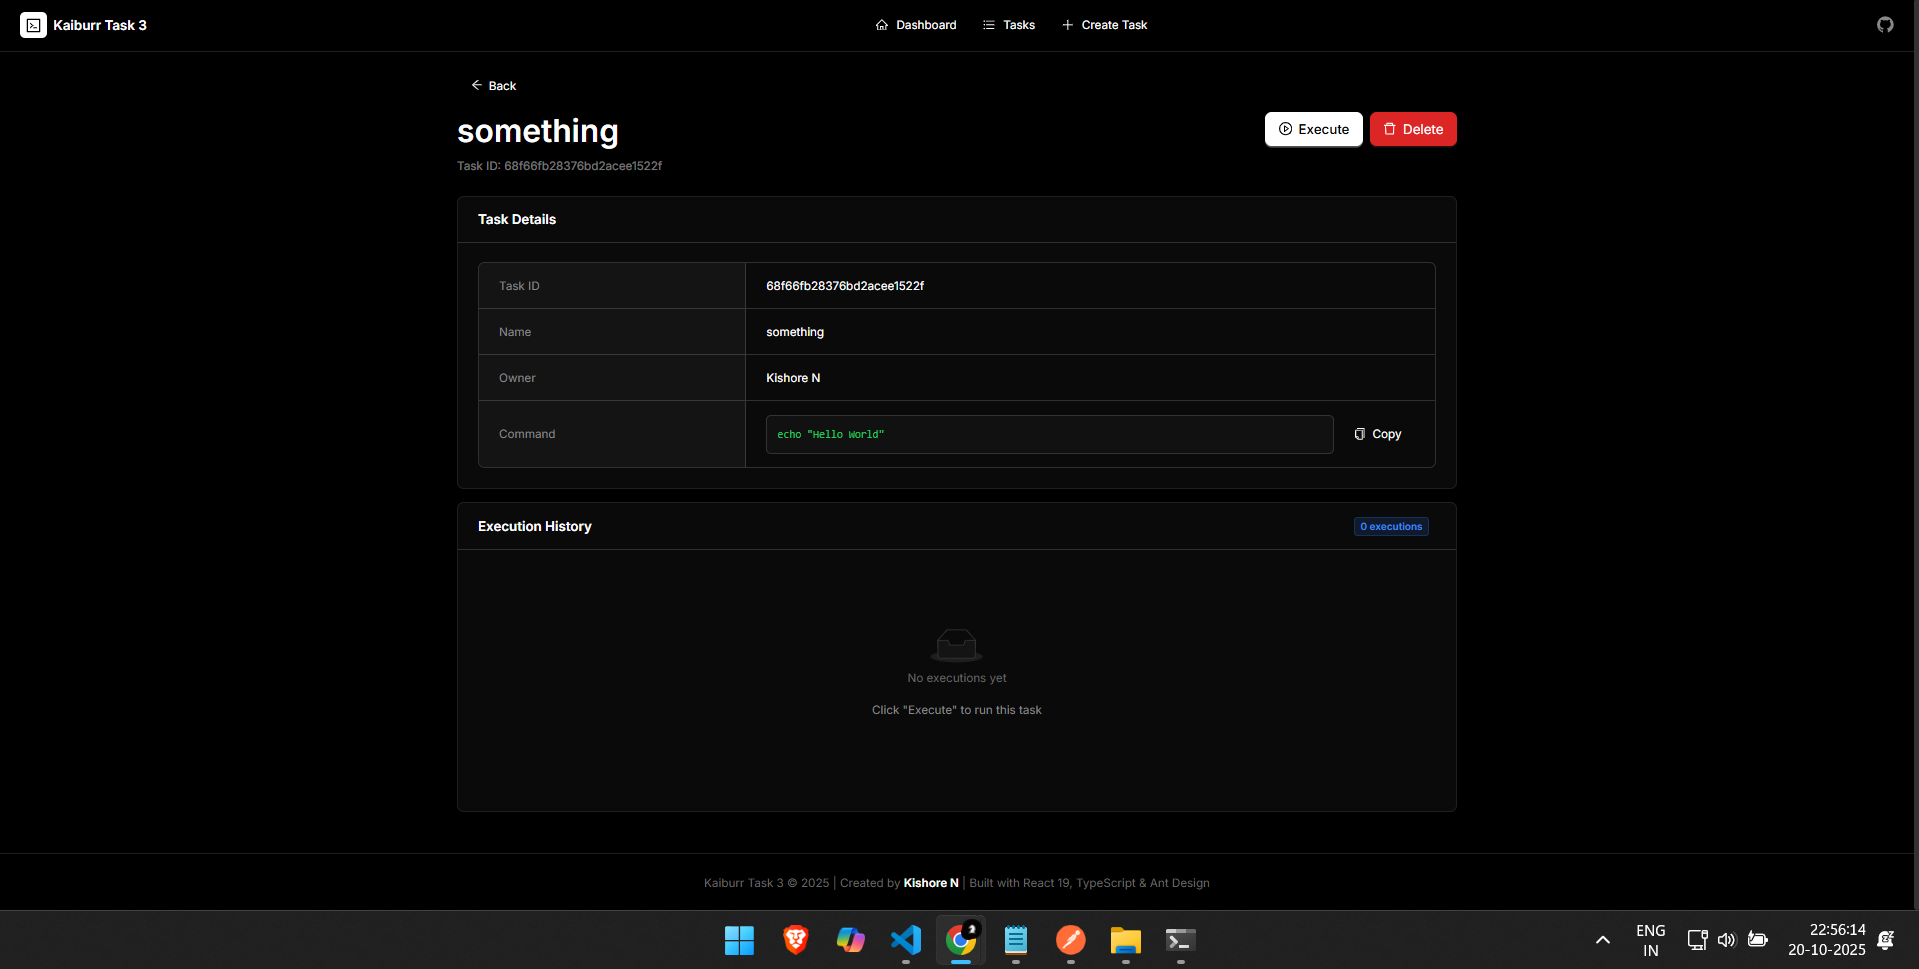 Kaiburr Task 3
Dashboard
Tasks
Create Task
Back
something
Execute
Delete
Task ID: 68f66fb28376bd2acee1522f
Task Details
Task ID
68f66fb28376bd2acee1522f
Name
something
Owner
Kishore N
Command
echo "Hello World"
Copy
Execution History
0 executions
No executions yet
Click "Execute" to run this task
Kaiburr Task 3 © 2025 | Created by Kishore N | Built with React 19, TypeScript & Ant Design
ENG
IN
22:56:14
20-10-2025